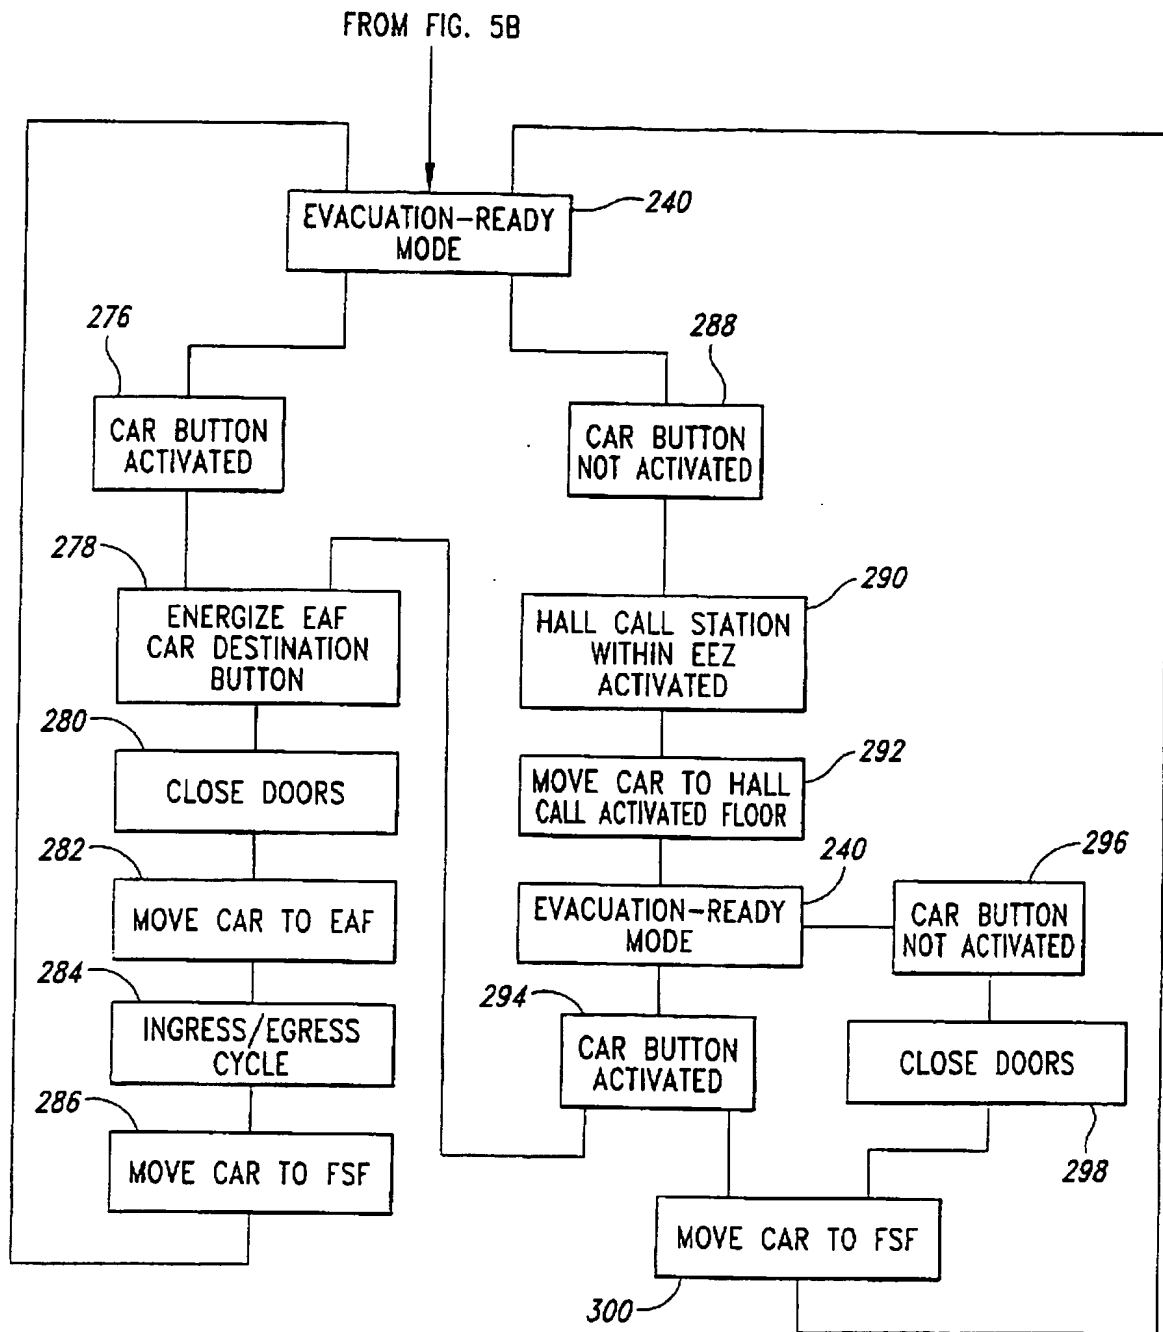 FROM FIG. 5B
EVACUATION-READY
MODE
240
276
CAR BUTTON
ACTIVATED
288
CAR BUTTON
NOT ACTIVATED
278
ENERGIZE EAF
CAR DESTINATION
BUTTON
290
HALL CALL STATION
WITHIN EEZ
ACTIVATED
280
CLOSE DOORS
292
MOVE CAR TO HALL
CALL ACTIVATED FLOOR
282
MOVE CAR TO EAF
240
EVACUATION-READY
MODE
296
CAR BUTTON
NOT ACTIVATED
284
INGRESS/EGRESS
CYCLE
294
CAR BUTTON
ACTIVATED
CLOSE DOORS
298
286
MOVE CAR TO FSF
MOVE CAR TO FSF
300